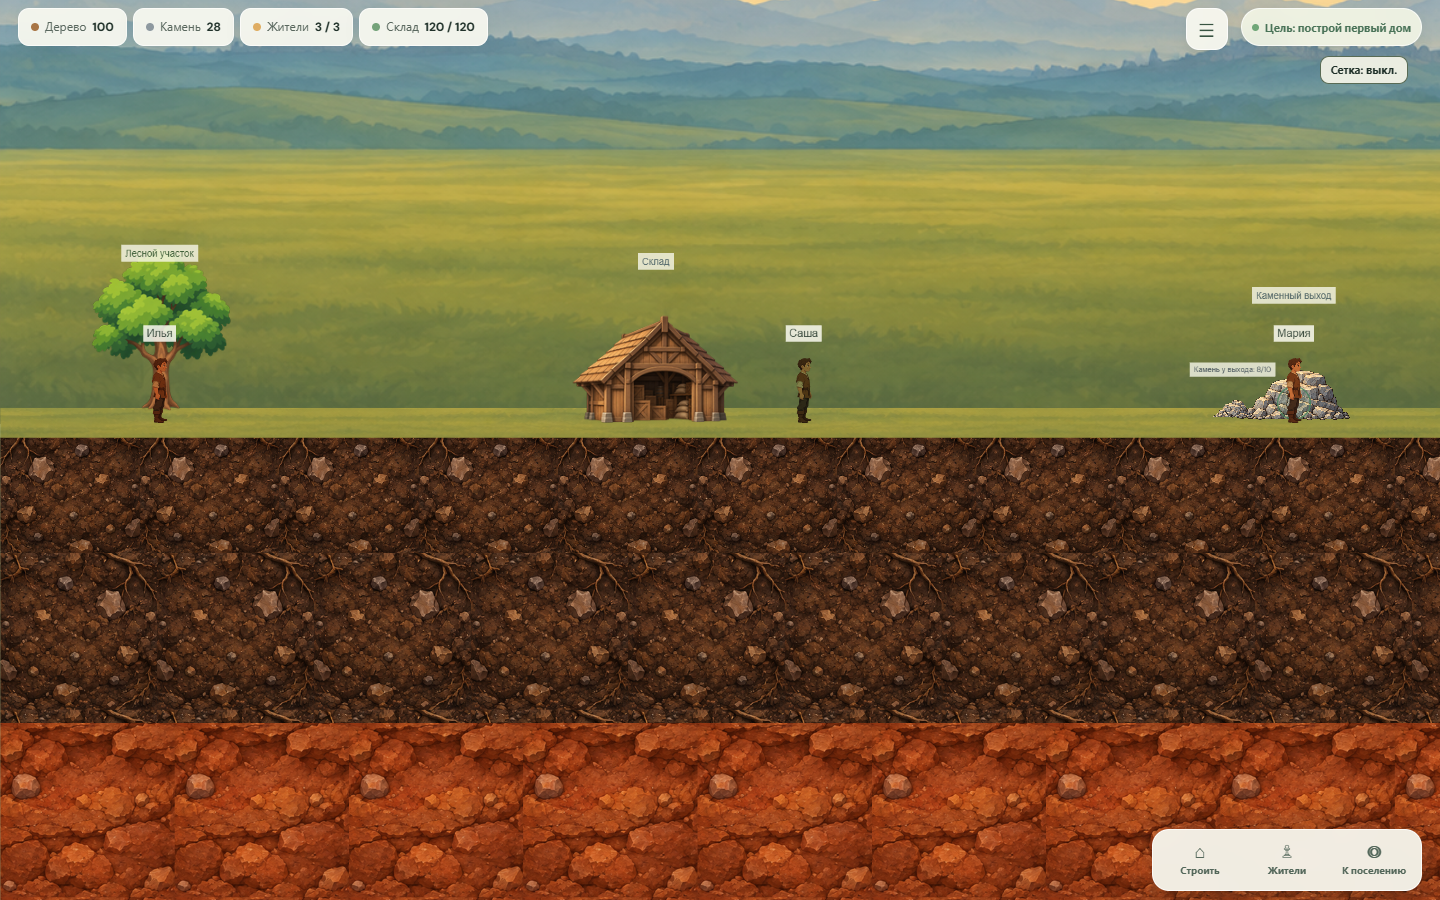 Дерево 100
Камень 28
Жители 3 / 3
Склад 120 / 120
☰
Цель: построй первый дом
Сетка: выкл.
Лесной участок
Склад
Каменный выход
Илья
Саша
Мария
Камень у выхода: 8/10
Строить
Жители
К поселению